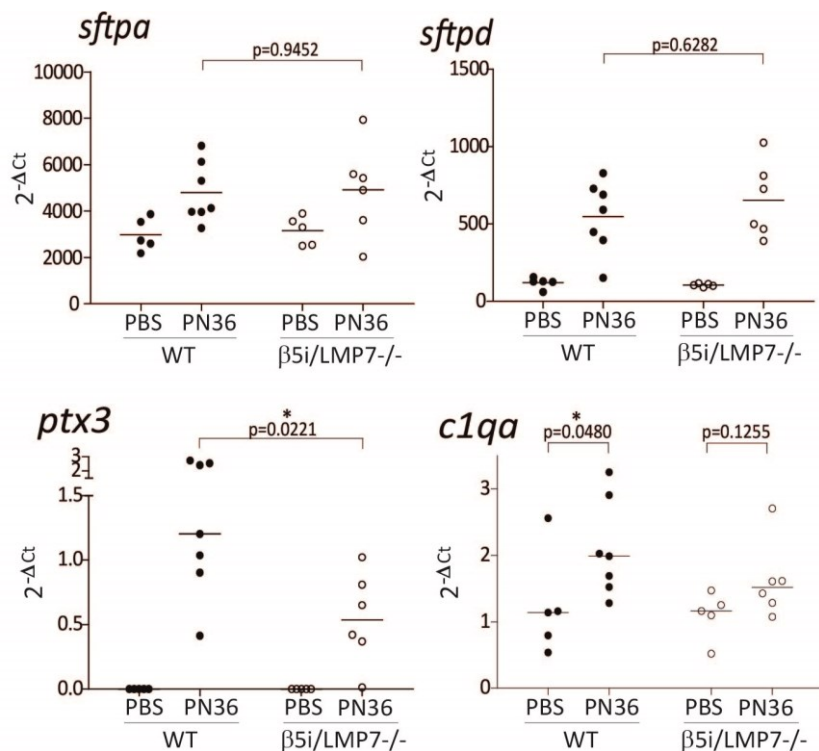 sftpa
p=0.9452
10000
8000
6000
4000
2000
0
2-ΔCt
PBS PN36 PBS PN36
WT β5i/LMP7-/-
sftpd
p=0.6282
1500
1000
500
0
2-ΔCt
PBS PN36 PBS PN36
WT β5i/LMP7-/-
ptx3
*
p=0.0221
3
2
1.5
1.0
0.5
0.0
2-ΔCt
PBS PN36 PBS PN36
WT β5i/LMP7-/-
c1qa
*
p=0.0480 p=0.1255
3
2
1
0
2-ΔCt
PBS PN36 PBS PN36
WT β5i/LMP7-/-